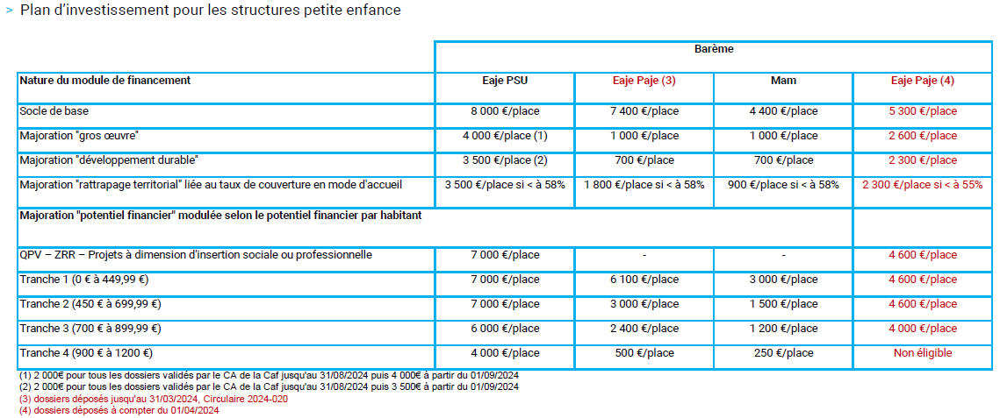 > Plan d'investissement pour les structures petite enfance
Barème
Nature du module de financement Eaje PSU Eaje Paje (3) Mam Eaje Paje (4)
Socle de base 8 000 €/place 7 400 €/place 4 400 €/place 5 300 €/place
Majoration "gros œuvre" 4 000 €/place (1) 1 000 €/place 1 000 €/place 2 600 €/place
Majoration "développement durable" 3 500 €/place (2) 700 €/place 700 €/place 2 300 €/place
Majoration "rattrapage territorial" liée au taux de couverture en mode d'accueil 3 500 €/place si < à 58% 1 800 €/place si < à 58% 900 €/place si < à 58% 2 300 €/place si < à 55%
Majoration "potentiel financier" modulée selon le potentiel financier par habitant
QPV – ZRR – Projets à dimension d'insertion sociale ou professionnelle 7 000 €/place - - 4 600 €/place
Tranche 1 (0 € à 449,99 €) 7 000 €/place 6 100 €/place 3 000 €/place 4 600 €/place
Tranche 2 (450 € à 699,99 €) 7 000 €/place 3 000 €/place 1 500 €/place 4 600 €/place
Tranche 3 (700 € à 899,99 €) 6 000 €/place 2 400 €/place 1 200 €/place 4 000 €/place
Tranche 4 (900 € à 1200 €) 4 000 €/place 500 €/place 250 €/place Non éligible
(1) 2 000€ pour tous les dossiers validés par le CA de la Caf jusqu'au 31/08/2024 puis 4 000€ à partir du 01/09/2024
(2) 2 000€ pour tous les dossiers validés par le CA de la Caf jusqu'au 31/08/2024 puis 3 500€ à partir du 01/09/2024
(3) dossiers déposés jusqu'au 31/03/2024, Circulaire 2024-020
(4) dossiers déposés à compter du 01/04/2024